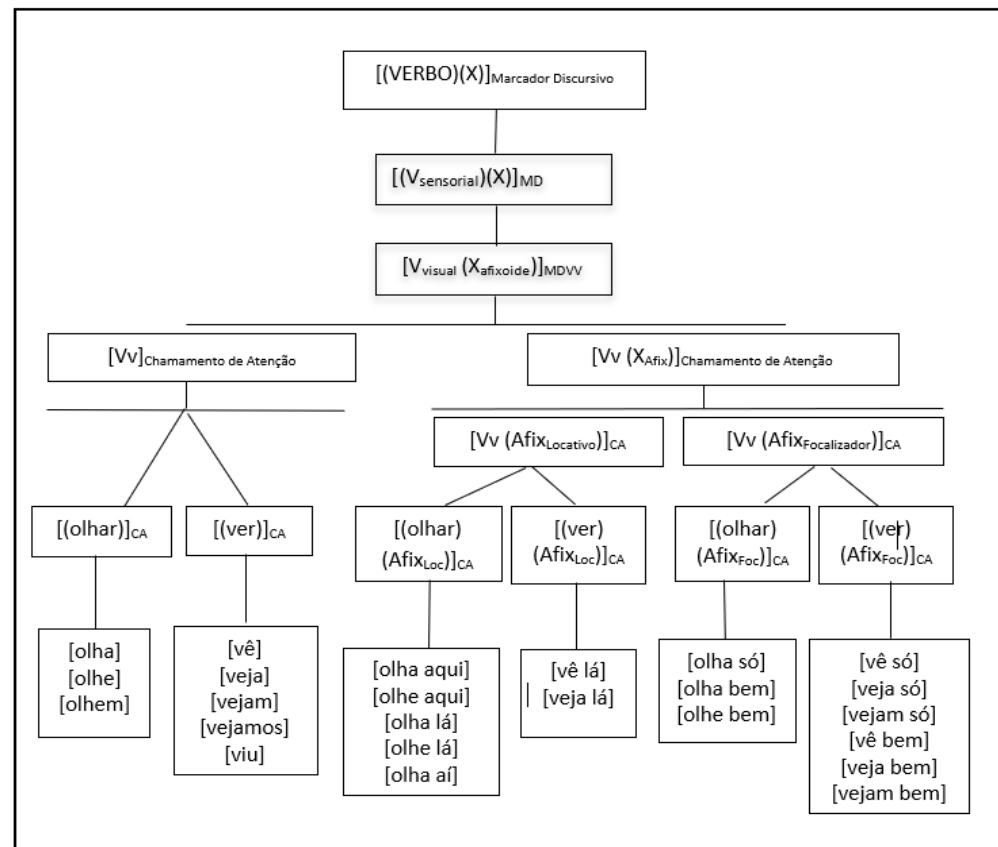 [(VERBO)(X)]Marcador Discursivo
[(Vsensorial)(X)]MD
[Vvisual (Xafixoide)]MDVV
[Vv]Chamamento de Atenção
[Vv (XAfix)]Chamamento de Atenção
[Vv (AfixLocativo)]CA
[Vv (AfixFocalizador)]CA
[(olhar)]CA
[(ver)]CA
[(olhar)
(AfixLoc)]CA
[(ver)
(AfixLoc)]CA
[(olhar)
(AfixFoc)]CA
[(ver)
(AfixFoc)]CA
[olha]
[olhe]
[olhem]
[vê]
[veja]
[vejam]
[vejamos]
[viu]
[olha aqui]
[olhe aqui]
[olha lá]
[olhe lá]
[olha aí]
[vê lá]
[veja lá]
[olha só]
[olha bem]
[olhe bem]
[vê só]
[veja só]
[vejam só]
[vê bem]
[veja bem]
[vejam bem]